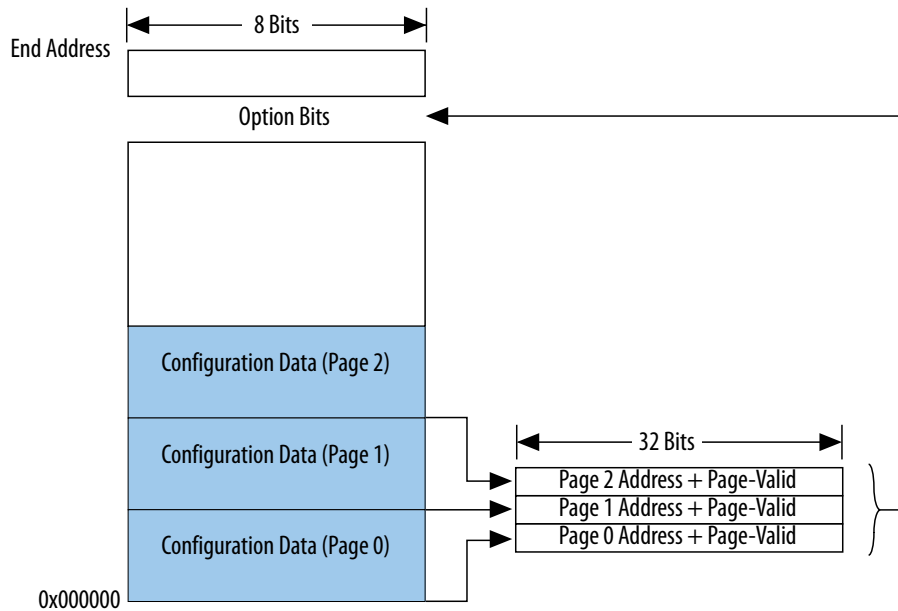 8 Bits
End Address
Option Bits
Configuration Data (Page 2)
Configuration Data (Page 1)
32 Bits
Page 2 Address + Page-Valid
Page 1 Address + Page-Valid
Page 0 Address + Page-Valid
Configuration Data (Page 0)
0x000000